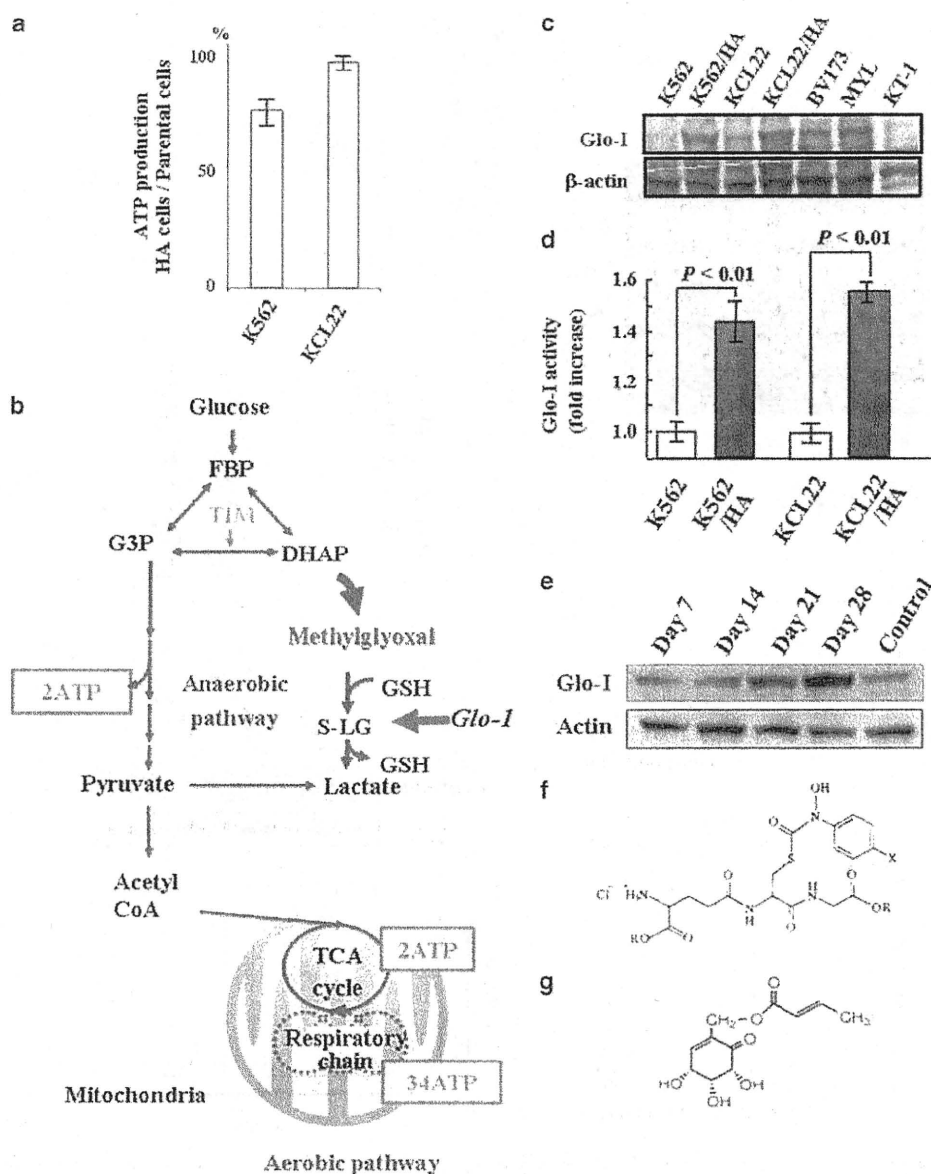 a
%
100
50
0
ATP production
HA cells / Parental cells
K562
KCL22
b
Glucose
FBP
TIM
G3P
DHAP
Methylglyoxal
2ATP
Anaerobic
pathway
GSH
S-LG
Glo-1
GSH
Pyruvate
Lactate
Acetyl
CoA
TCA
cycle
2ATP
Respiratory
chain
34ATP
Mitochondria
Aerobic pathway
c
K562
K562/HA
KCL22
KCL22/HA
BV173
MYL
KT-1
Glo-I
β-actin
d
P < 0.01
P < 0.01
1.6
1.4
1.2
1.0
Glo-I activity
(fold increase)
K562
K562
/HA
KCL22
KCL22
/HA
e
Day 7
Day 14
Day 21
Day 28
Control
Glo-I
Actin
f
OH
O
N
S
X
Cl⁻ ⁺H₃N
O
N
H
H
N
O
O
OR
RO
O
g
O
CH₂
O
CH₃
O
HO
OH
OH